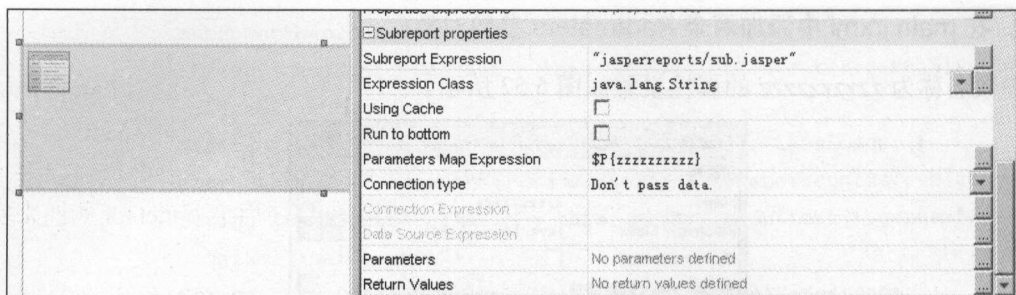 Subreport properties
Subreport Expression "jasperreports/sub.jasper" ...
Expression Class java.lang.String ...
Using Cache
Run to bottom
Parameters Map Expression $P{zzzzzzzzzz} ...
Connection type Don't pass data.
Connection Expression ...
Data Source Expression ...
Parameters No parameters defined ...
Return Values No return values defined ...